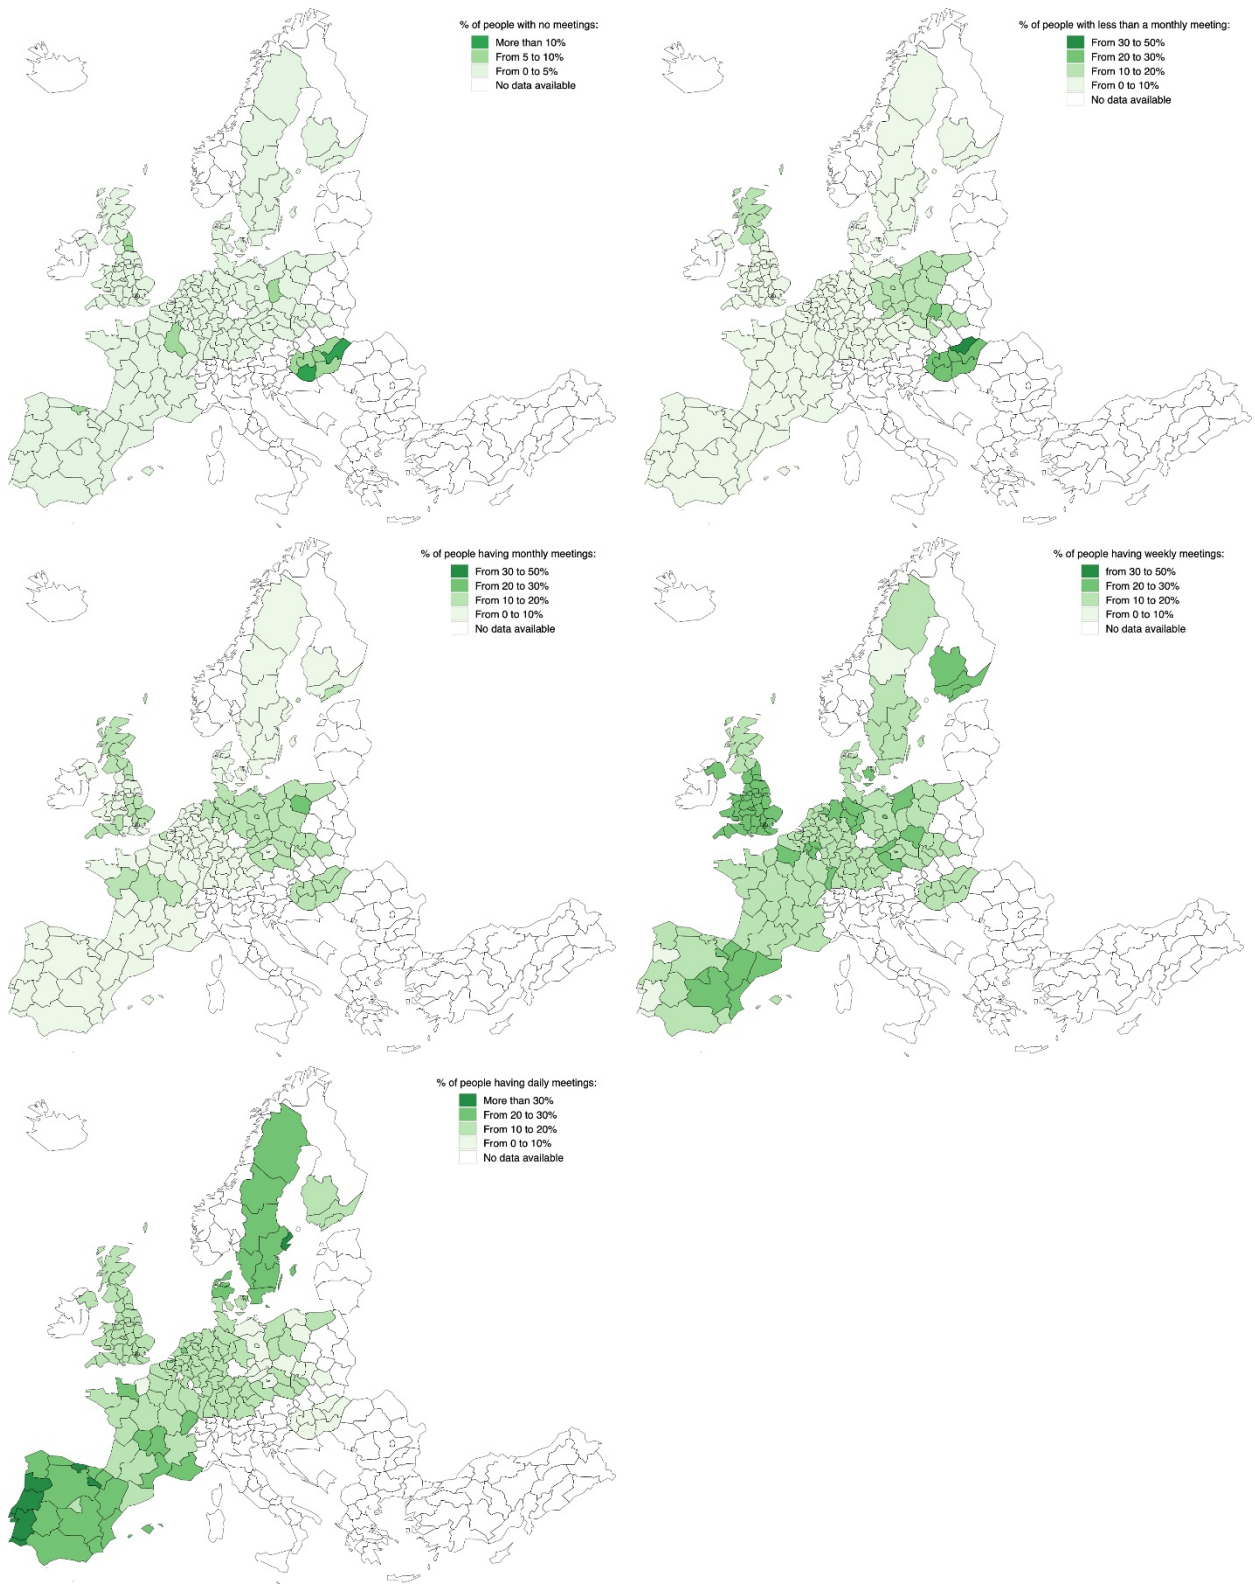 % of people with no meetings:
More than 10%
From 5 to 10%
From 0 to 5%
No data available
% of people with less than a monthly meeting:
From 30 to 50%
From 20 to 30%
From 10 to 20%
From 0 to 10%
No data available
% of people having monthly meetings:
From 30 to 50%
From 20 to 30%
From 10 to 20%
From 0 to 10%
No data available
% of people having weekly meetings:
from 30 to 50%
From 20 to 30%
From 10 to 20%
From 0 to 10%
No data available
% of people having daily meetings:
More than 30%
From 20 to 30%
From 10 to 20%
From 0 to 10%
No data available